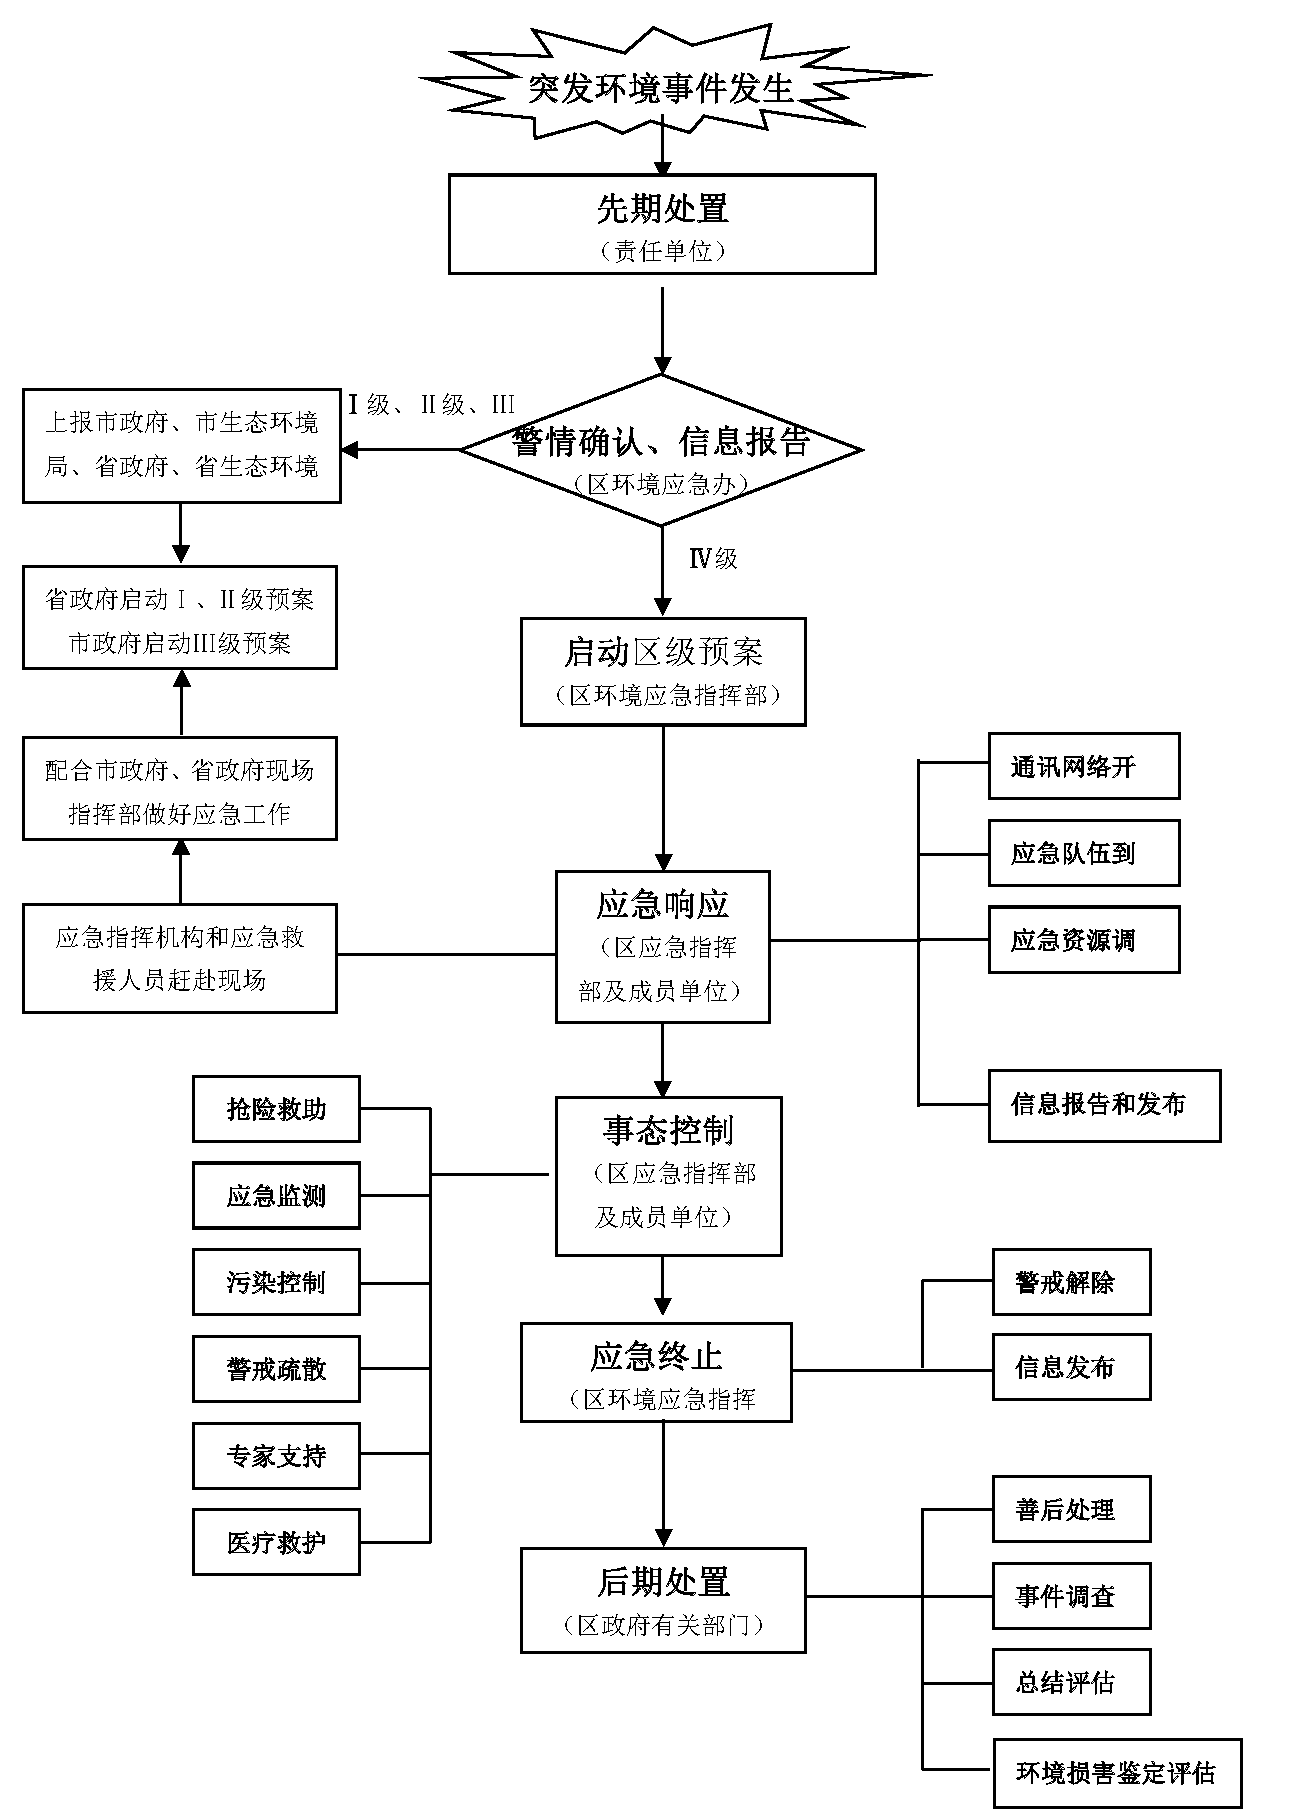 突发环境事件发生
先期处置
（责任单位）
Ⅰ级、Ⅱ级、Ⅲ
上报市政府、市生态环境
局、省政府、省生态环境
警情确认、信息报告
（区环境应急办）
Ⅳ级
省政府启动Ⅰ、Ⅱ级预案
市政府启动Ⅲ级预案
启动区级预案
（区环境应急指挥部）
配合市政府、省政府现场
指挥部做好应急工作
通讯网络开
应急队伍到
应急资源调
信息报告和发布
应急响应
（区应急指挥
部及成员单位）
应急指挥机构和应急救
援人员赶赴现场
事态控制
（区应急指挥部
及成员单位）
抢险救助
应急监测
污染控制
警戒疏散
专家支持
医疗救护
应急终止
（区环境应急指挥
警戒解除
信息发布
后期处置
（区政府有关部门）
善后处理
事件调查
总结评估
环境损害鉴定评估